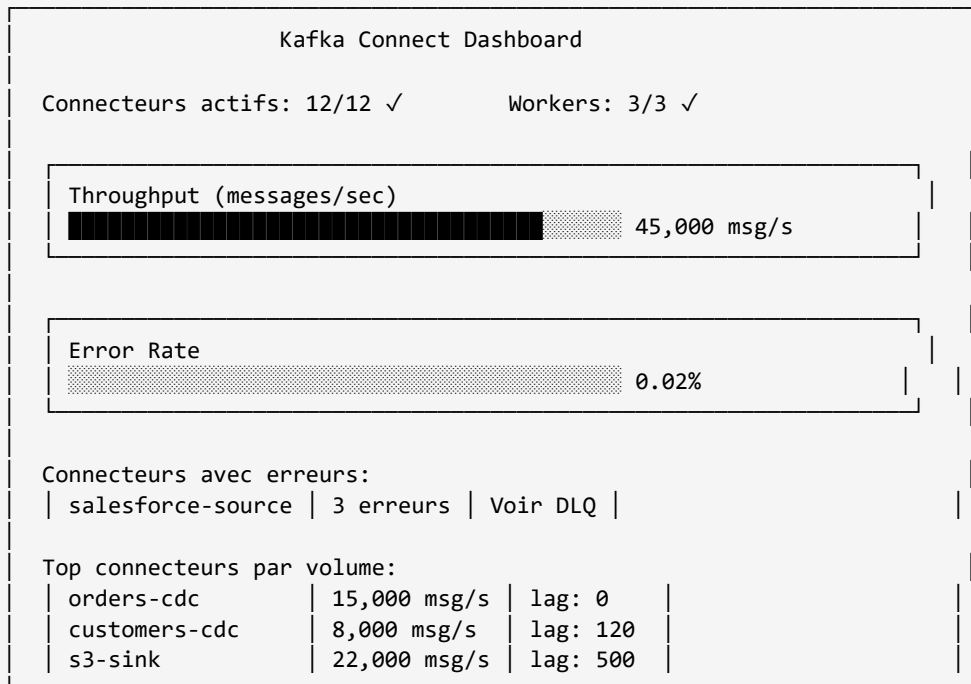 Kafka Connect Dashboard
Connecteurs actifs: 12/12 ✓ Workers: 3/3 ✓
Throughput (messages/sec)
45,000 msg/s
Error Rate
0.02%
Connecteurs avec erreurs:
│ salesforce-source │ 3 erreurs │ Voir DLQ │
Top connecteurs par volume:
│ orders-cdc │ 15,000 msg/s │ lag: 0 │
│ customers-cdc │ 8,000 msg/s │ lag: 120 │
│ s3-sink │ 22,000 msg/s │ lag: 500 │